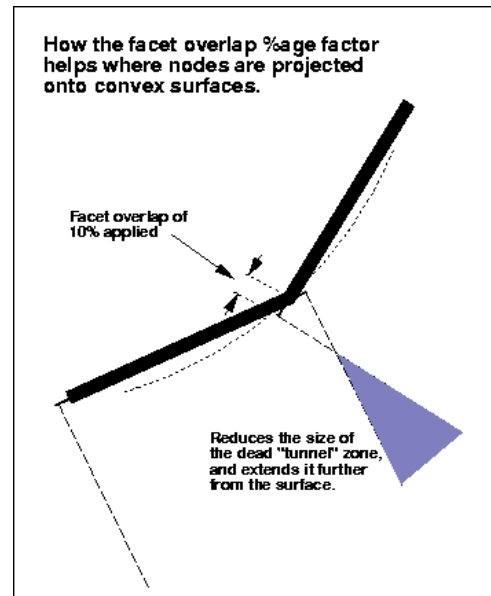 How the facet overlap %age factor
helps where nodes are projected
onto convex surfaces.
Facet overlap of
10% applied
Reduces the size of
the dead "tunnel" zone,
and extends it further
from the surface.